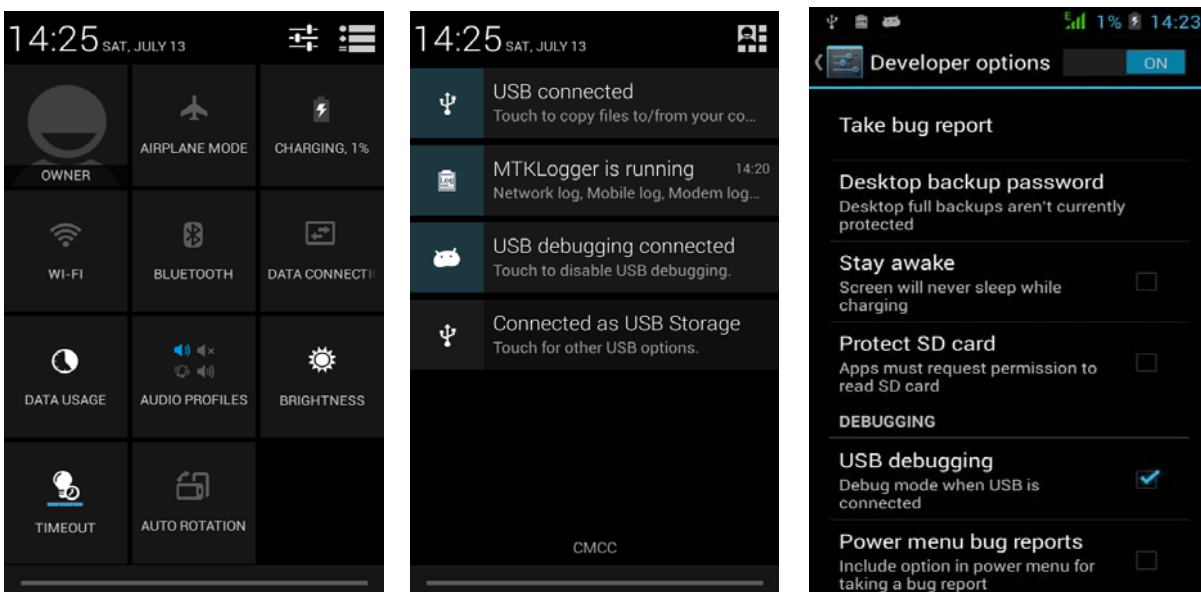 14:25 SAT, JULY 13
OWNER
AIRPLANE MODE
CHARGING, 1%
WI-FI
BLUETOOTH
DATA CONNECTI
DATA USAGE
AUDIO PROFILES
BRIGHTNESS
TIMEOUT
AUTO ROTATION
14:25 SAT, JULY 13
USB connected
Touch to copy files to/from your co...
MTKLogger is running 14:20
Network log, Mobile log, Modem log...
USB debugging connected
Touch to disable USB debugging.
Connected as USB Storage
Touch for other USB options.
CMCC
E 1% 14:23
Developer options ON
Take bug report
Desktop backup password
Desktop full backups aren't currently
protected
Stay awake
Screen will never sleep while
charging
Protect SD card
Apps must request permission to
read SD card
DEBUGGING
USB debugging
Debug mode when USB is
connected
Power menu bug reports
Include option in power menu for
taking a bug report